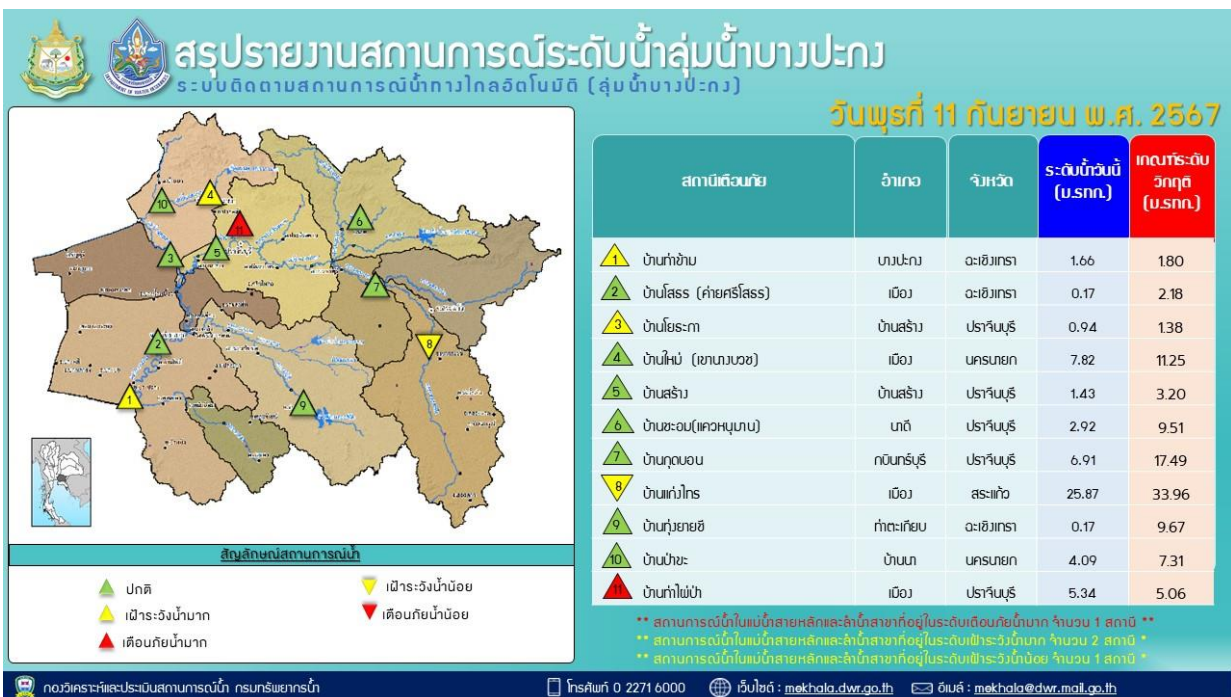 สรุปรายงานสถานการณ์ระดับน้ำลุ่มน้ำบางปะกง
ระบบติดตามสถานการณ์น้ำทางไกลอัตโนมัติ (ลุ่มน้ำบางปะกง)
วันพุธที่ 11 กันยายน พ.ศ. 2567
สถานีเตือนภัย อำเภอ จังหวัด ระดับน้ำวันนี้ (ม.รทก.) เกณฑ์ระดับวิกฤติ (ม.รทก.)
1 บ้านท่าข้าม บางปะกง ฉะเชิงเทรา 1.66 1.80
2 บ้านโสธร (ค่ายศรีโสธร) เมือง ฉะเชิงเทรา 0.17 2.18
3 บ้านโยธะกา บ้านสร้าง ปราจีนบุรี 0.94 1.38
4 บ้านใหม่ (เขานางบวช) เมือง นครนายก 7.82 11.25
5 บ้านสร้าง บ้านสร้าง ปราจีนบุรี 1.43 3.20
6 บ้านชะอม(แควหนุมาน) นาดี ปราจีนบุรี 2.92 9.51
7 บ้านกุดบอน กบินทร์บุรี ปราจีนบุรี 6.91 17.49
8 บ้านแก่งไทร เมือง สระแก้ว 25.87 33.96
9 บ้านทุ่งยายชี ท่าตะเกียบ ฉะเชิงเทรา 0.17 9.67
10 บ้านป่าขะ บ้านนา นครนายก 4.09 7.31
11 บ้านท่าไผ่ป่า เมือง ปราจีนบุรี 5.34 5.06
10
4
11
6
3
5
7
2
8
1
9
สัญลักษณ์สถานการณ์น้ำ
ปกติ
เฝ้าระวังน้ำน้อย
เฝ้าระวังน้ำมาก
เตือนภัยน้ำน้อย
เตือนภัยน้ำมาก
** สถานการณ์น้ำในแม่น้ำสายหลักและลำน้ำสาขาที่อยู่ในระดับเตือนภัยน้ำมาก จำนวน 1 สถานี **
** สถานการณ์น้ำในแม่น้ำสายหลักและลำน้ำสาขาที่อยู่ในระดับเฝ้าระวังน้ำมาก จำนวน 2 สถานี *
** สถานการณ์น้ำในแม่น้ำสายหลักและลำน้ำสาขาที่อยู่ในระดับเฝ้าระวังน้ำน้อย จำนวน 1 สถานี *
กองวิเคราะห์และประเมินสถานการณ์น้ำ กรมทรัพยากรน้ำ
โทรศัพท์ 0 2271 6000
เว็บไซต์ : mekhala.dwr.go.th
อีเมล์ : mekhala@dwr.mail.go.th